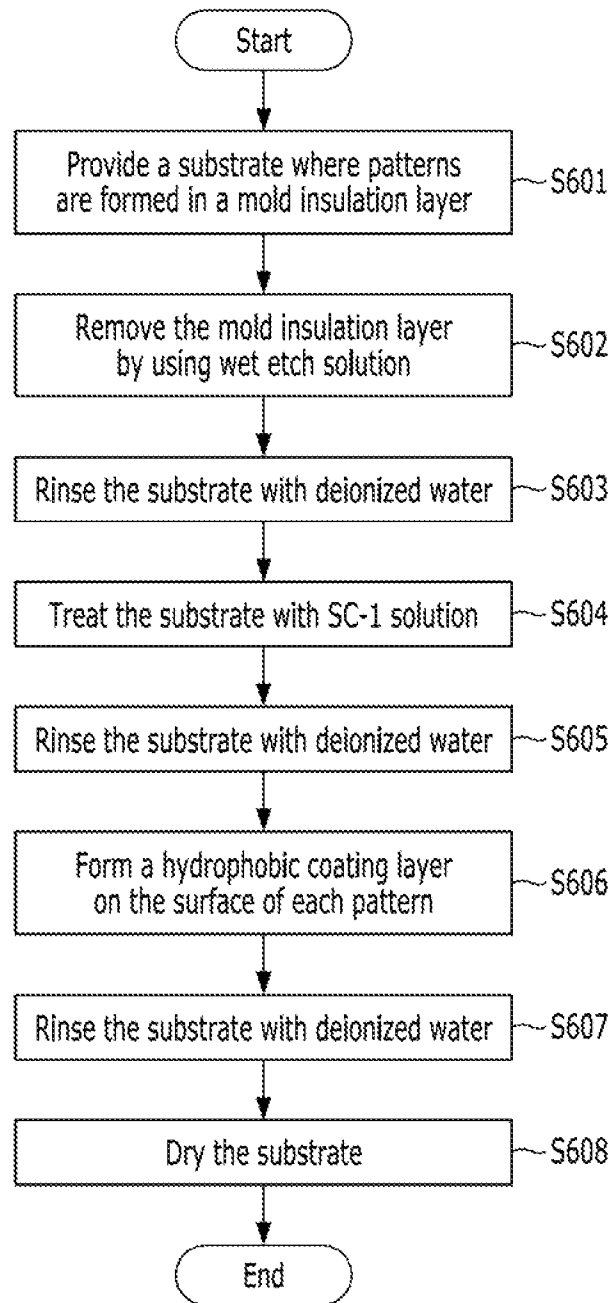 Start
Provide a substrate where patterns
are formed in a mold insulation layer
S601
Remove the mold insulation layer
by using wet etch solution
S602
Rinse the substrate with deionized water
S603
Treat the substrate with SC-1 solution
S604
Rinse the substrate with deionized water
S605
Form a hydrophobic coating layer
on the surface of each pattern
S606
Rinse the substrate with deionized water
S607
Dry the substrate
S608
End